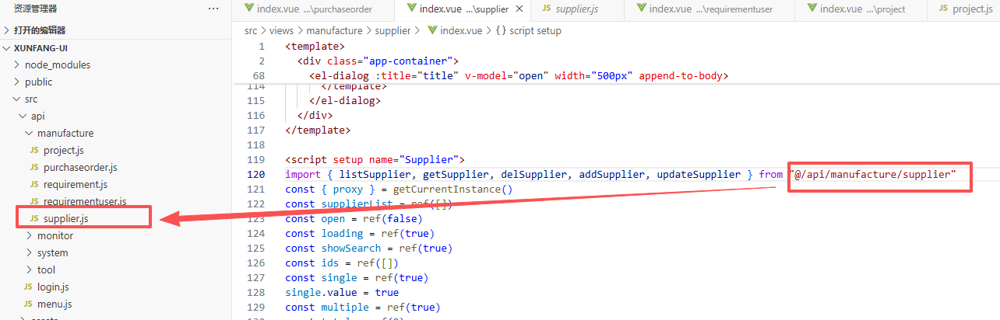 资源管理器
···
index.vue ...\purchaseorder
index.vue ...\supplier
JS supplier.js
index.vue ...\requirementuser
index.vue ...\project
JS project.js
打开的编辑器
XUNFANG-UI
node_modules
public
src
api
manufacture
JS project.js
JS purchaseorder.js
JS requirement.js
JS requirementuser.js
JS supplier.js
monitor
system
tool
JS login.js
JS menu.js
src > views > manufacture > supplier > index.vue > {} script setup
1 <template>
2 <div class="app-container">
68 <el-dialog :title="title" v-model="open" width="500px" append-to-body>
114 </template>
115 </el-dialog>
116 </div>
117 </template>
118
119 <script setup name="Supplier">
120 import { listSupplier, getSupplier, delSupplier, addSupplier, updateSupplier } from "@/api/manufacture/supplier"
121 const { proxy } = getCurrentInstance()
122 const supplierList = ref([])
123 const open = ref(false)
124 const loading = ref(true)
125 const showSearch = ref(true)
126 const ids = ref([])
127 const single = ref(true)
128 single.value = true
129 const multiple = ref(true)